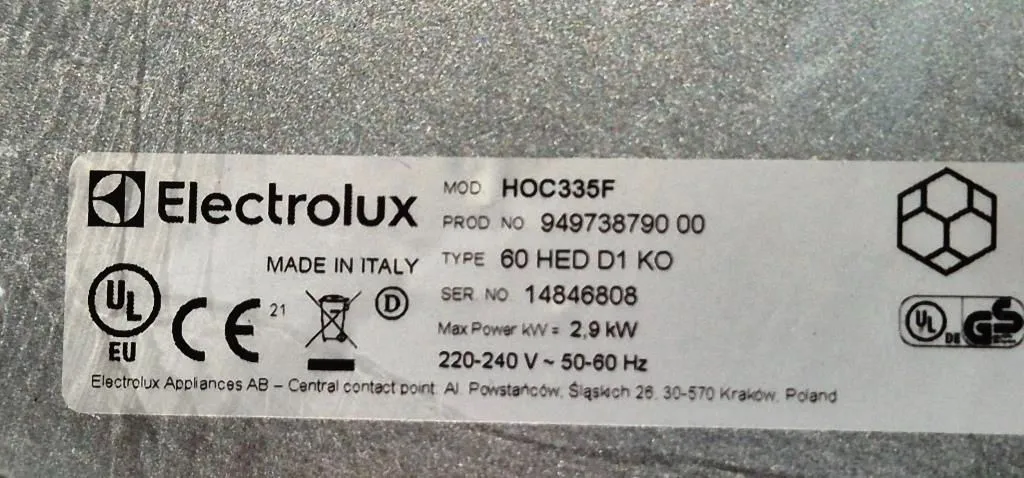 Electrolux
MADE IN ITALY
MOD HOC335F
PROD NO 949738790 00
TYPE 60 HED D1 KO
SER NO 14846808
Max Power kW = 2,9 kW
220-240 V ~ 50-60 Hz
UL
EU
CE 21
D
Electrolux Appliances AB – Central contact point: Al. Powstańców Śląskich 26, 30-570 Kraków, Poland
UL
DE
GS